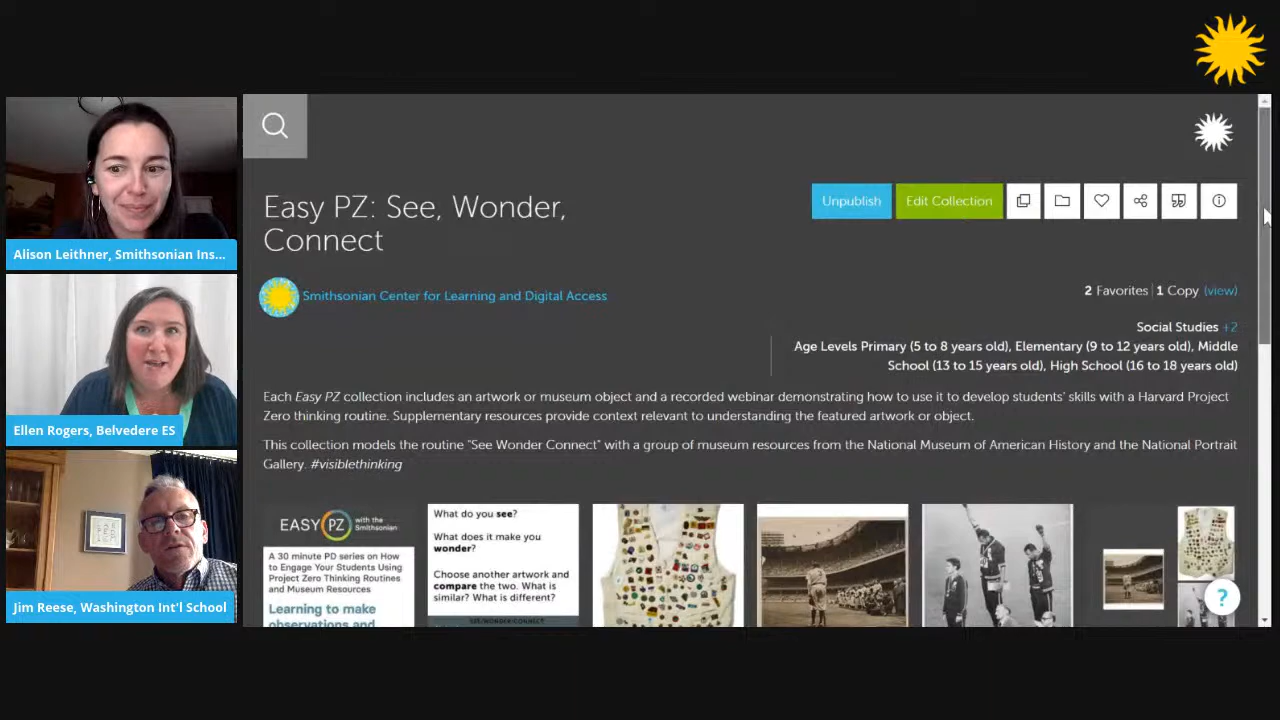 Alison Leithner, Smithsonian Ins...
Ellen Rogers, Belvedere ES
Jim Reese, Washington Int'l School
Easy PZ: See, Wonder,
Connect
Unpublish
Edit Collection
Smithsonian Center for Learning and Digital Access
2 Favorites | 1 Copy (view)
Social Studies +2
Age Levels Primary (5 to 8 years old), Elementary (9 to 12 years old), Middle
School (13 to 15 years old), High School (16 to 18 years old)
Each Easy PZ collection includes an artwork or museum object and a recorded webinar demonstrating how to use it to develop students' skills with a Harvard Project
Zero thinking routine. Supplementary resources provide context relevant to understanding the featured artwork or object.
This collection models the routine "See Wonder Connect" with a group of museum resources from the National Museum of American History and the National Portrait
Gallery. #visiblethinking
EASY PZ with the
Smithsonian
A 30 minute PD series on How
to Engage Your Students Using
Project Zero Thinking Routines
and Museum Resources
Learning to make
observations and
What do you see?
What does it make you
wonder?
Choose another artwork and
compare the two. What is
similar? What is different?
SEE/WONDER/CONNECT
?